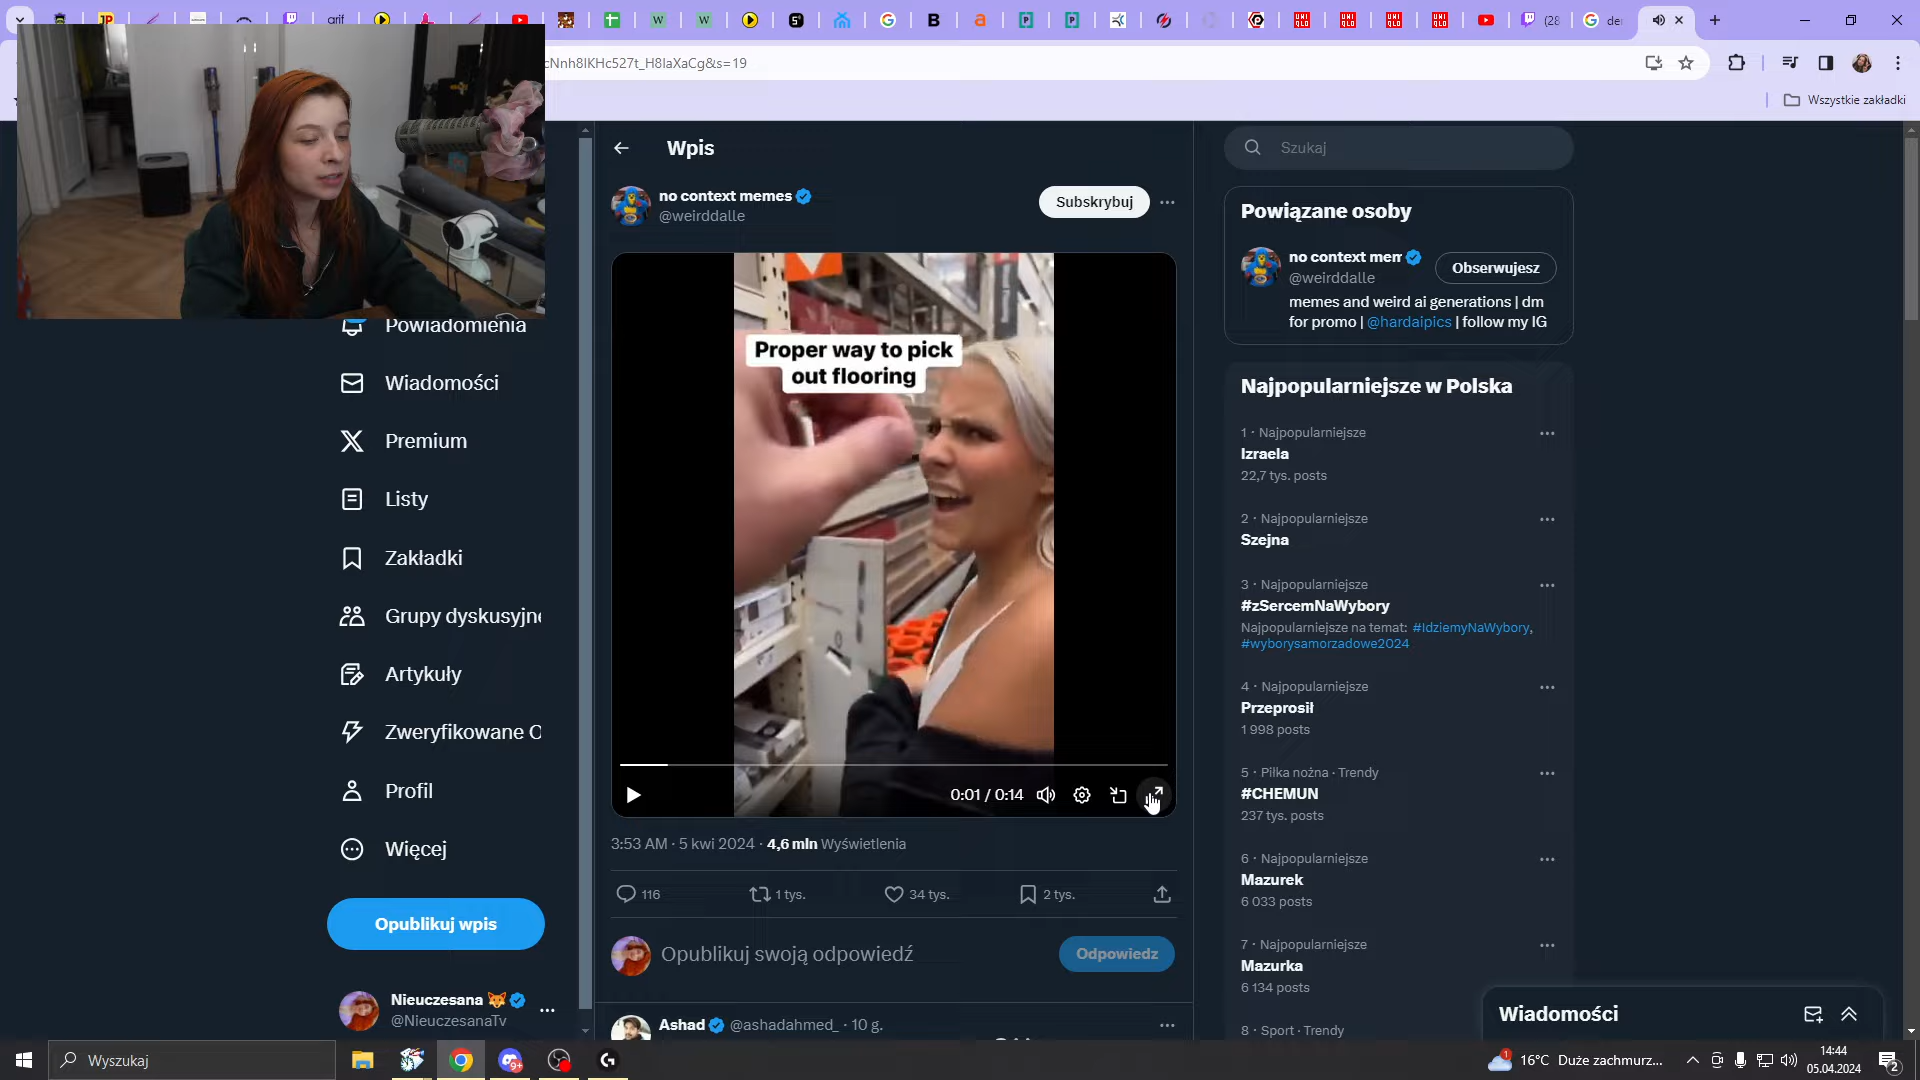 arif
(28
de
cNnh8IKHc527t_H8laXaCg&s=19
Wszystkie zakładki
Powiadomienia
Wiadomości
Premium
Listy
Zakładki
Grupy dyskusyjne
Artykuły
Zweryfikowane O
Profil
Więcej
Opublikuj wpis
Nieuczesana
@NieuczesanaTv
Wpis
no context memes
@weirddalle
Subskrybuj
Proper way to pick
out flooring
0:01 / 0:14
3:53 AM · 5 kwi 2024 · 4,6 mln Wyświetlenia
116
1 tys.
34 tys.
2 tys.
Opublikuj swoją odpowiedź
Odpowiedz
Ashad @ashadahmed_ · 10 g.
Szukaj
Powiązane osoby
no context mem
@weirddalle
Obserwujesz
memes and weird ai generations | dm
for promo | @hardaipics | follow my IG
Najpopularniejsze w Polska
1 · Najpopularniejsze
Izraela
22,7 tys. posts
2 · Najpopularniejsze
Szejna
3 · Najpopularniejsze
#zSercemNaWybory
Najpopularniejsze na temat: #IdziemyNaWybory,
#wyborysamorzadowe2024
4 · Najpopularniejsze
Przeprosił
1 998 posts
5 · Piłka nożna · Trendy
#CHEMUN
237 tys. posts
6 · Najpopularniejsze
Mazurek
6 033 posts
7 · Najpopularniejsze
Mazurka
6 134 posts
8 · Sport · Trendy
Wiadomości
Wyszukaj
16°C Duże zachmurz...
14:44
05.04.2024
2